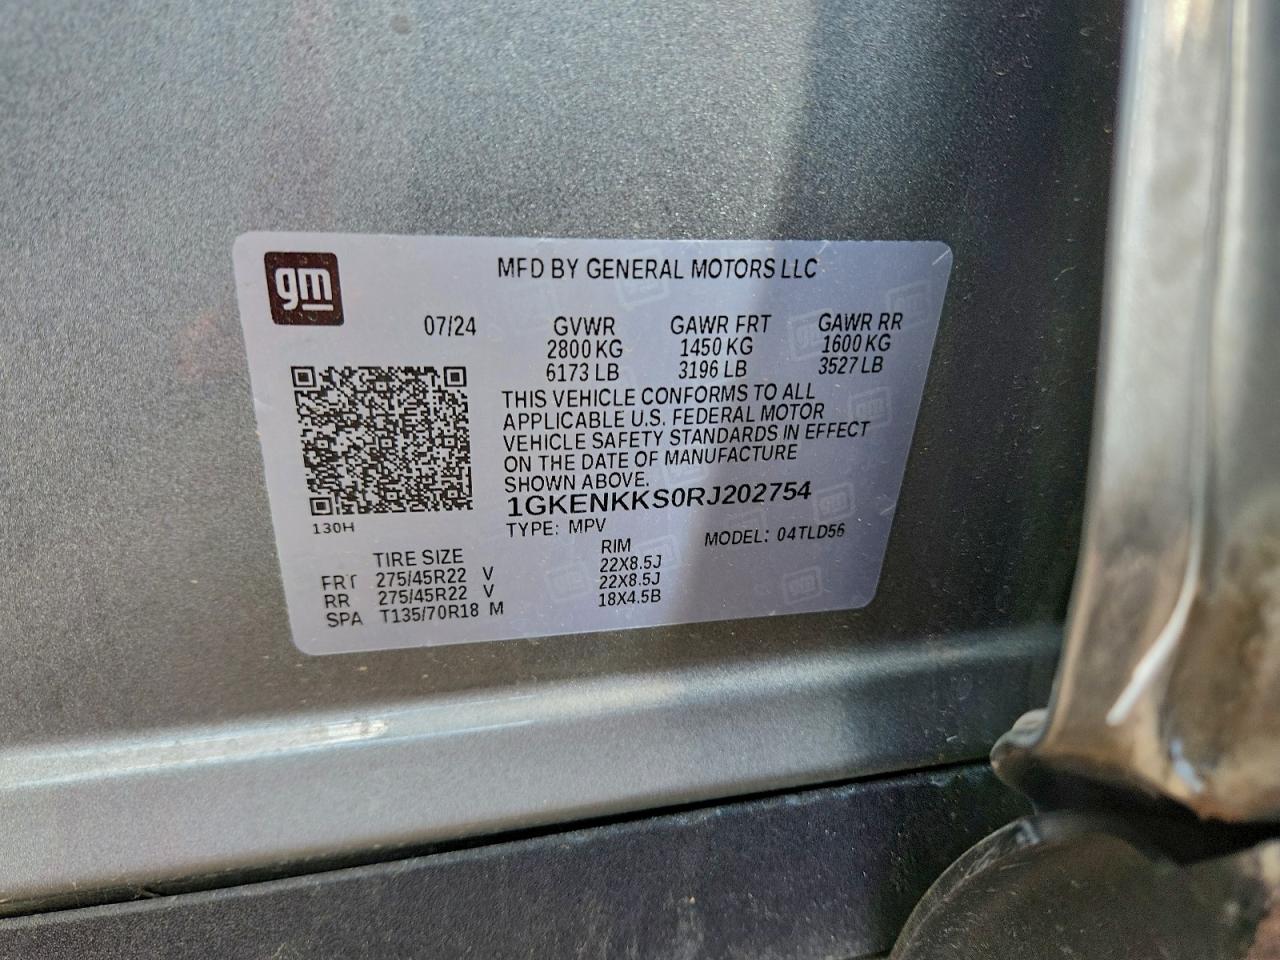 gm
MFD BY GENERAL MOTORS LLC
07/24 GVWR GAWR FRT GAWR RR
2800 KG 1450 KG 1600 KG
6173 LB 3196 LB 3527 LB
THIS VEHICLE CONFORMS TO ALL
APPLICABLE U.S. FEDERAL MOTOR
VEHICLE SAFETY STANDARDS IN EFFECT
ON THE DATE OF MANUFACTURE
SHOWN ABOVE.
1GKENKKS0RJ202754
130H
TYPE: MPV MODEL: 04TLD56
TIRE SIZE RIM
FRT 275/45R22 V 22X8.5J
RR 275/45R22 V 22X8.5J
SPA T135/70R18 M 18X4.5B